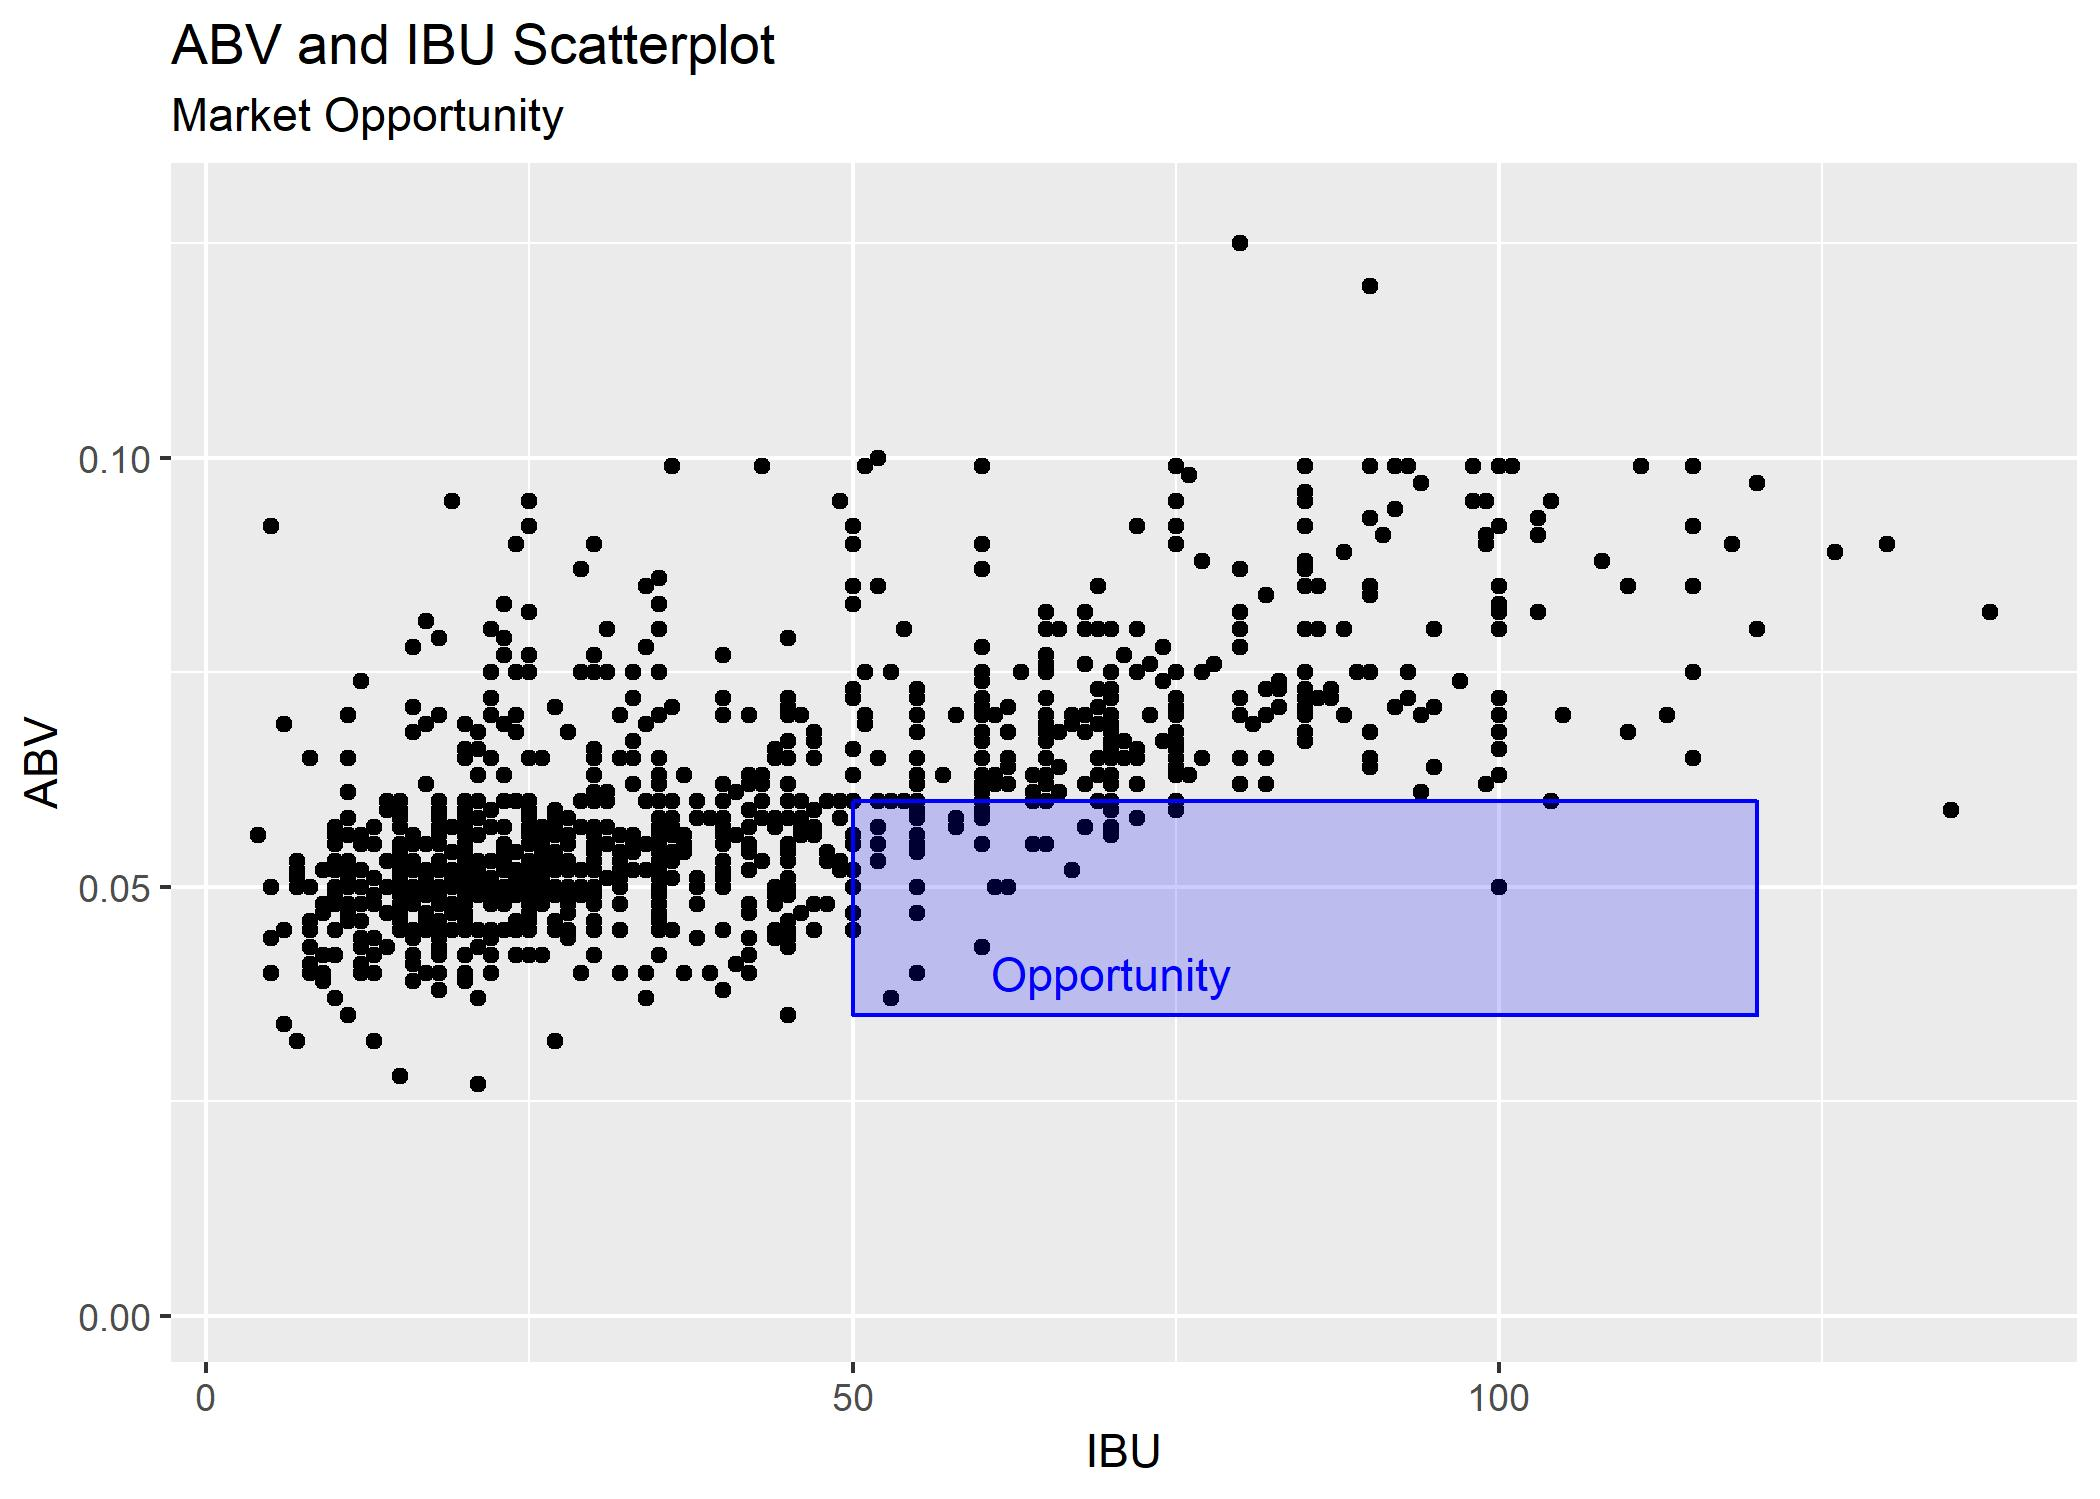 ABV and IBU Scatterplot
Market Opportunity
0.10
0.05
0.00
ABV
Opportunity
0
50
100
IBU